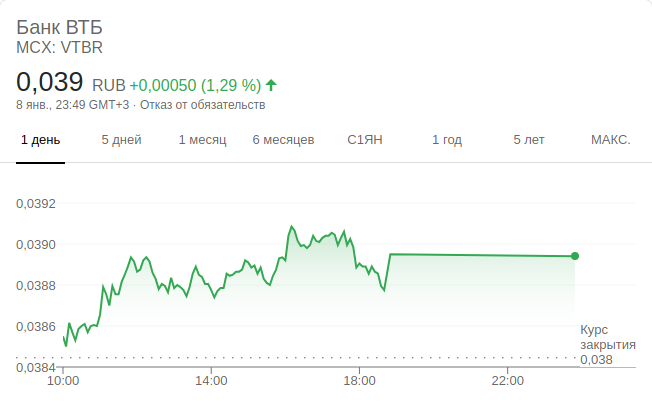 Банк ВТБ
MCX: VTBR
0,039 RUB +0,00050 (1,29 %)
8 янв., 23:49 GMT+3 · Отказ от обязательств
1 день 5 дней 1 месяц 6 месяцев С1ЯН 1 год 5 лет МАКС.
0,0392
0,0390
0,0388
0,0386
0,0384
Курс
закрытия
0,038
10:00 14:00 18:00 22:00